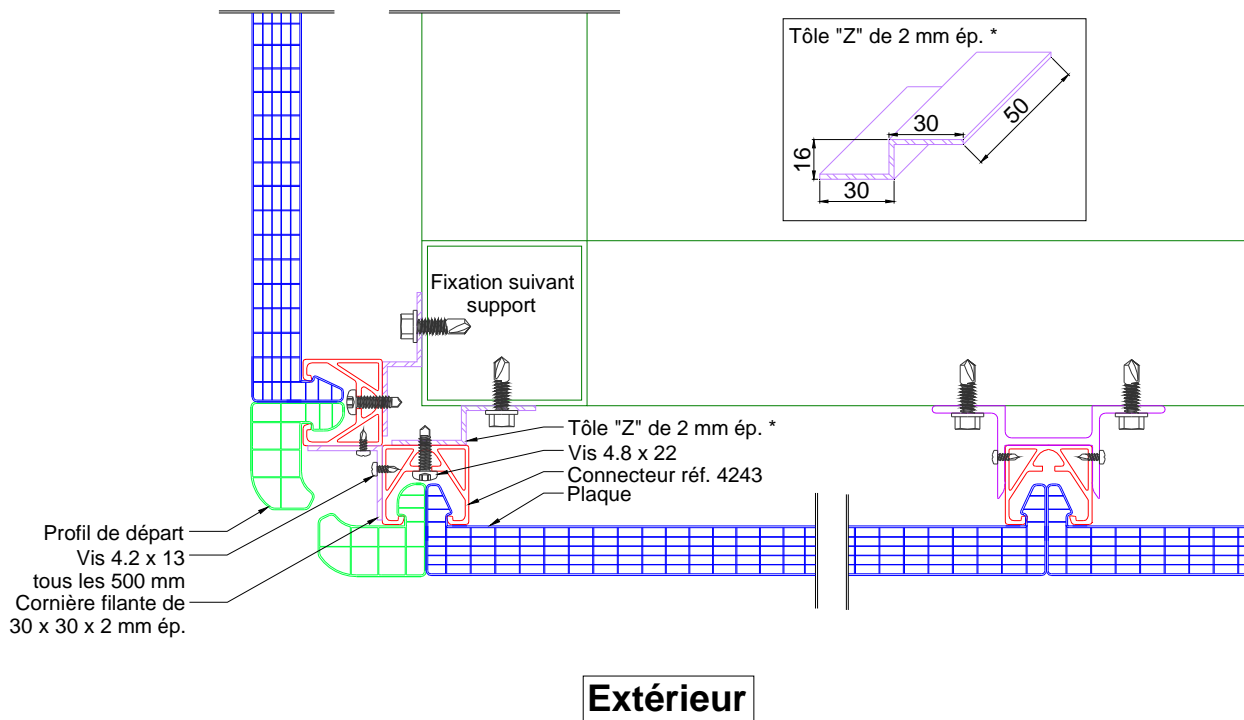 Tôle "Z" de 2 mm ép. *
30
50
16
30
Fixation suivant
support
Tôle "Z" de 2 mm ép. *
Vis 4.8 x 22
Connecteur réf. 4243
Plaque
Profil de départ
Vis 4.2 x 13
tous les 500 mm
Cornière filante de
30 x 30 x 2 mm ép.
Extérieur